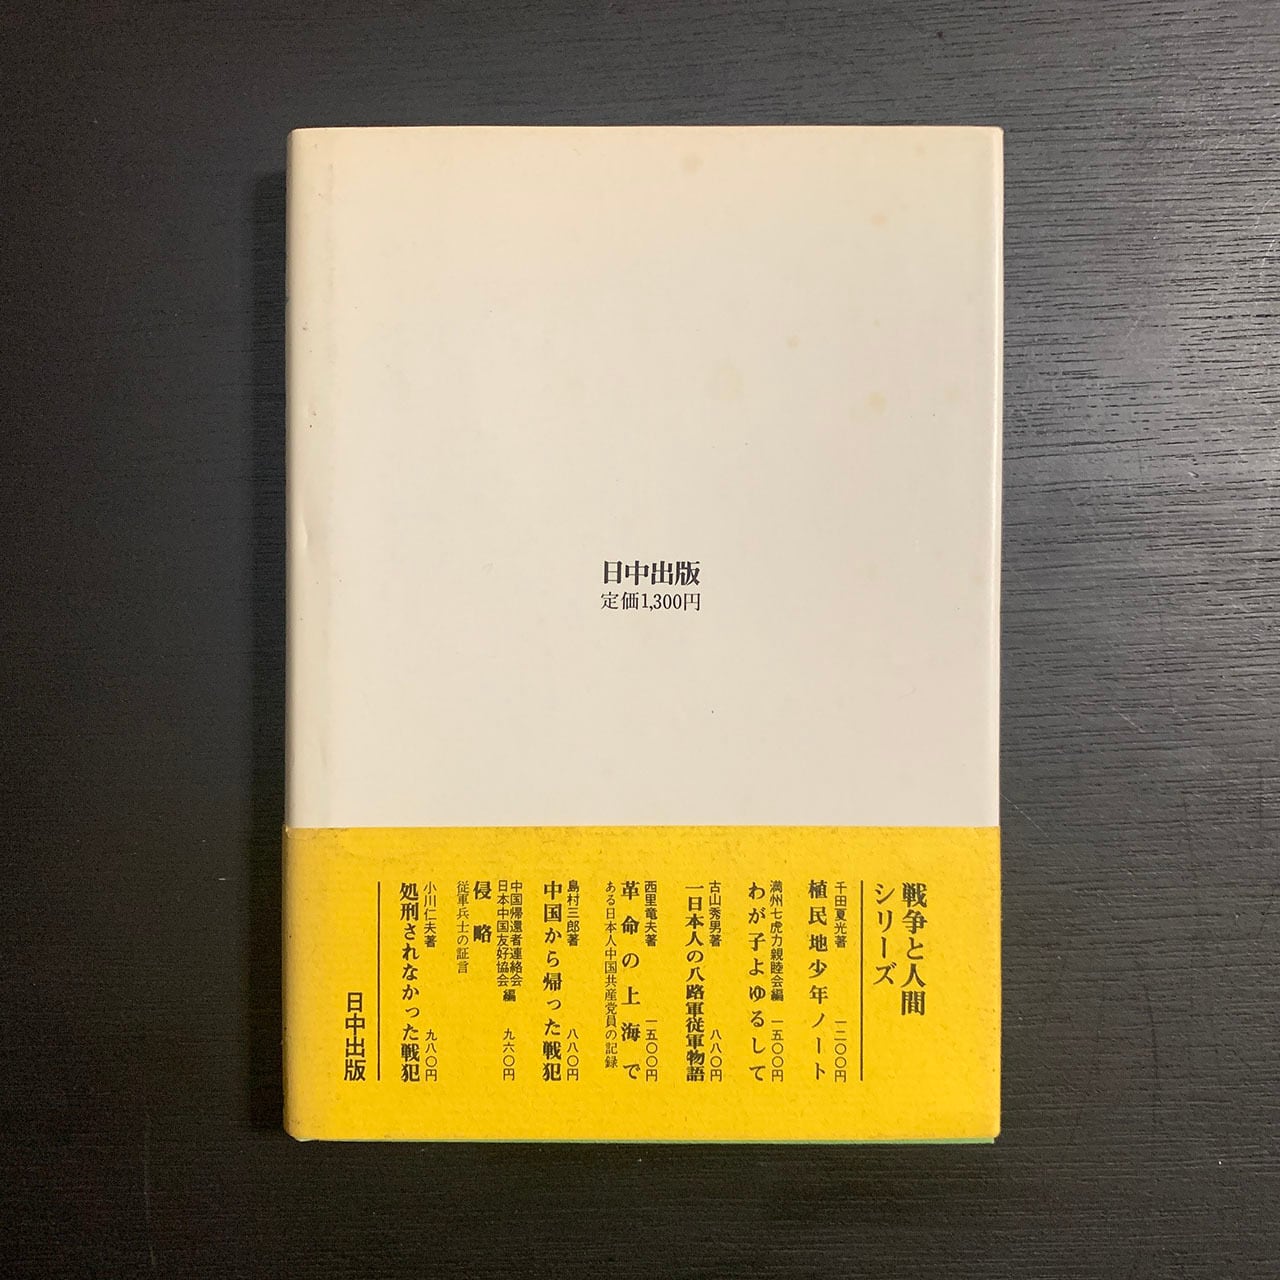 日中出版
定価1,300円
戦争と人間
シリーズ
千田夏光著 一二〇〇円
植民地少年ノート
満州七虎力親睦会編 一五〇〇円
わが子よゆるして
古山秀男著 八八〇円
一日本人の八路軍従軍物語
西里竜夫著 一五〇〇円
革命の上海で
ある日本人中国共産党員の記録
島村三郎著 八八〇円
中国から帰った戦犯
中国帰還者連絡会
日本中国友好協会 編 九六〇円
侵略
従軍兵士の証言
小川仁夫著 九八〇円
処刑されなかった戦犯
日中出版